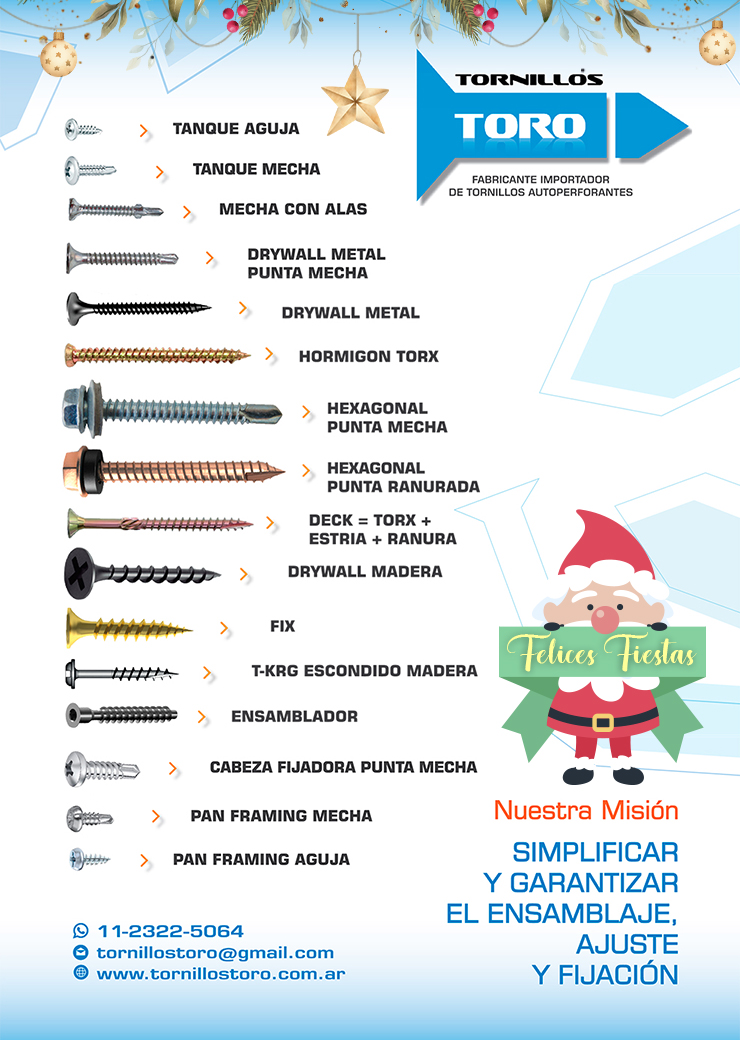 TORNILLOS
TORO
FABRICANTE IMPORTADOR
DE TORNILLOS AUTOPERFORANTES
TANQUE AGUJA
TANQUE MECHA
MECHA CON ALAS
DRYWALL METAL
PUNTA MECHA
DRYWALL METAL
HORMIGON TORX
HEXAGONAL
PUNTA MECHA
HEXAGONAL
PUNTA RANURADA
DECK = TORX +
ESTRIA + RANURA
DRYWALL MADERA
FIX
T-KRG ESCONDIDO MADERA
ENSAMBLADOR
CABEZA FIJADORA PUNTA MECHA
PAN FRAMING MECHA
PAN FRAMING AGUJA
Felices Fiestas
Nuestra Misión
SIMPLIFICAR
Y GARANTIZAR
EL ENSAMBLAJE,
AJUSTE
Y FIJACIÓN
11-2322-5064
tornillostoro@gmail.com
www.tornillostoro.com.ar